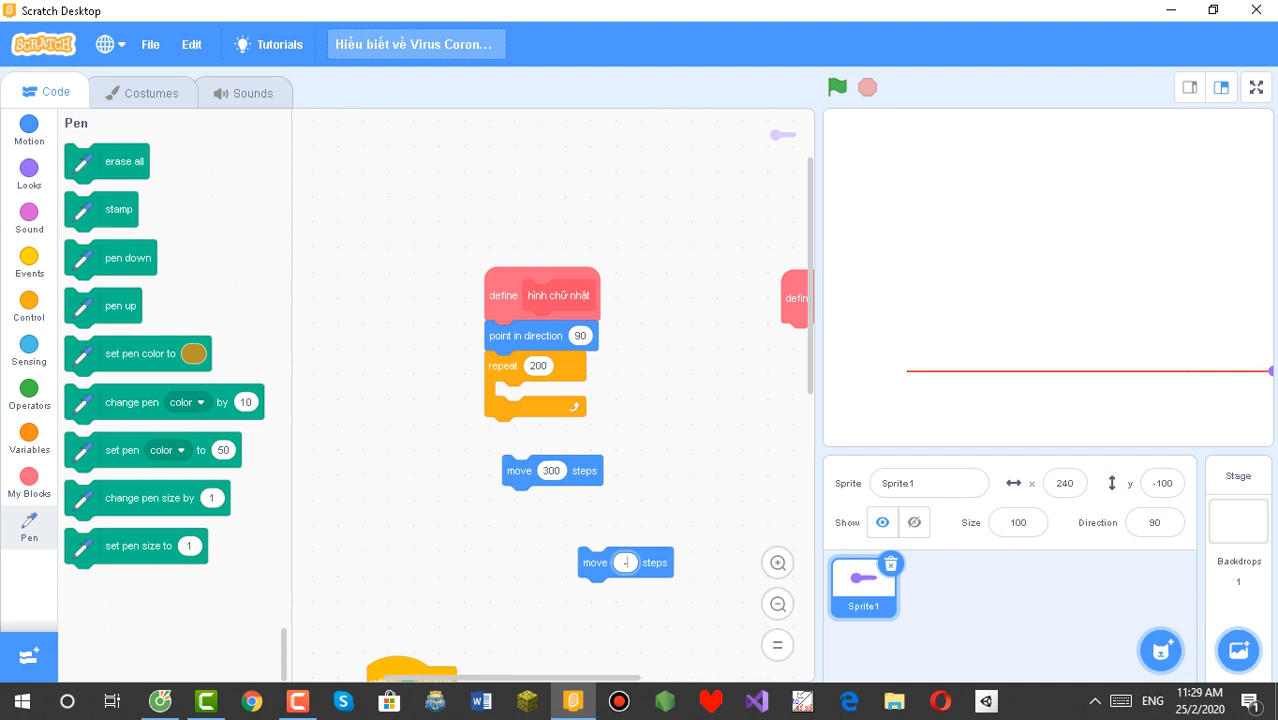 Scratch Desktop
SCRATCH
File
Edit
Tutorials
Hiểu biết về Virus Coron...
Code
Costumes
Sounds
Motion
Looks
Sound
Events
Control
Sensing
Operators
Variables
My Blocks
Pen
Pen
erase all
stamp
pen down
pen up
set pen color to
change pen color by 10
set pen color to 50
change pen size by 1
set pen size to 1
define hình chữ nhật
point in direction 90
repeat 200
move 300 steps
move - steps
defin
Sprite
Sprite1
x 240
y -100
Show
Size 100
Direction 90
Sprite1
Stage
Backdrops
1
ENG
11:29 AM
25/2/2020
1